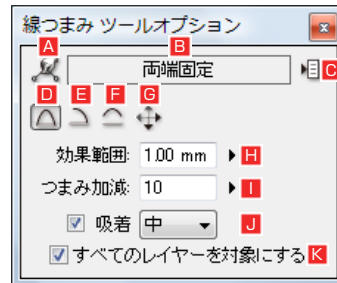 線つまみ ツールオプション
A B
両端固定 C
D E F G
効果範囲: 1.00 mm H
つまみ加減: 10 I
吸着 中 J
すべてのレイヤーを対象にする K